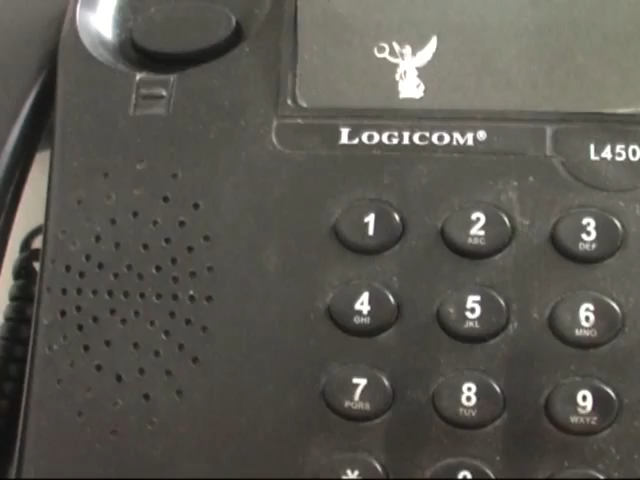 LOGICOM®
L450
1 2 3
ABC DEF
4 5 6
GHI JKL MNO
7 8 9
PQRS TUV WXYZ